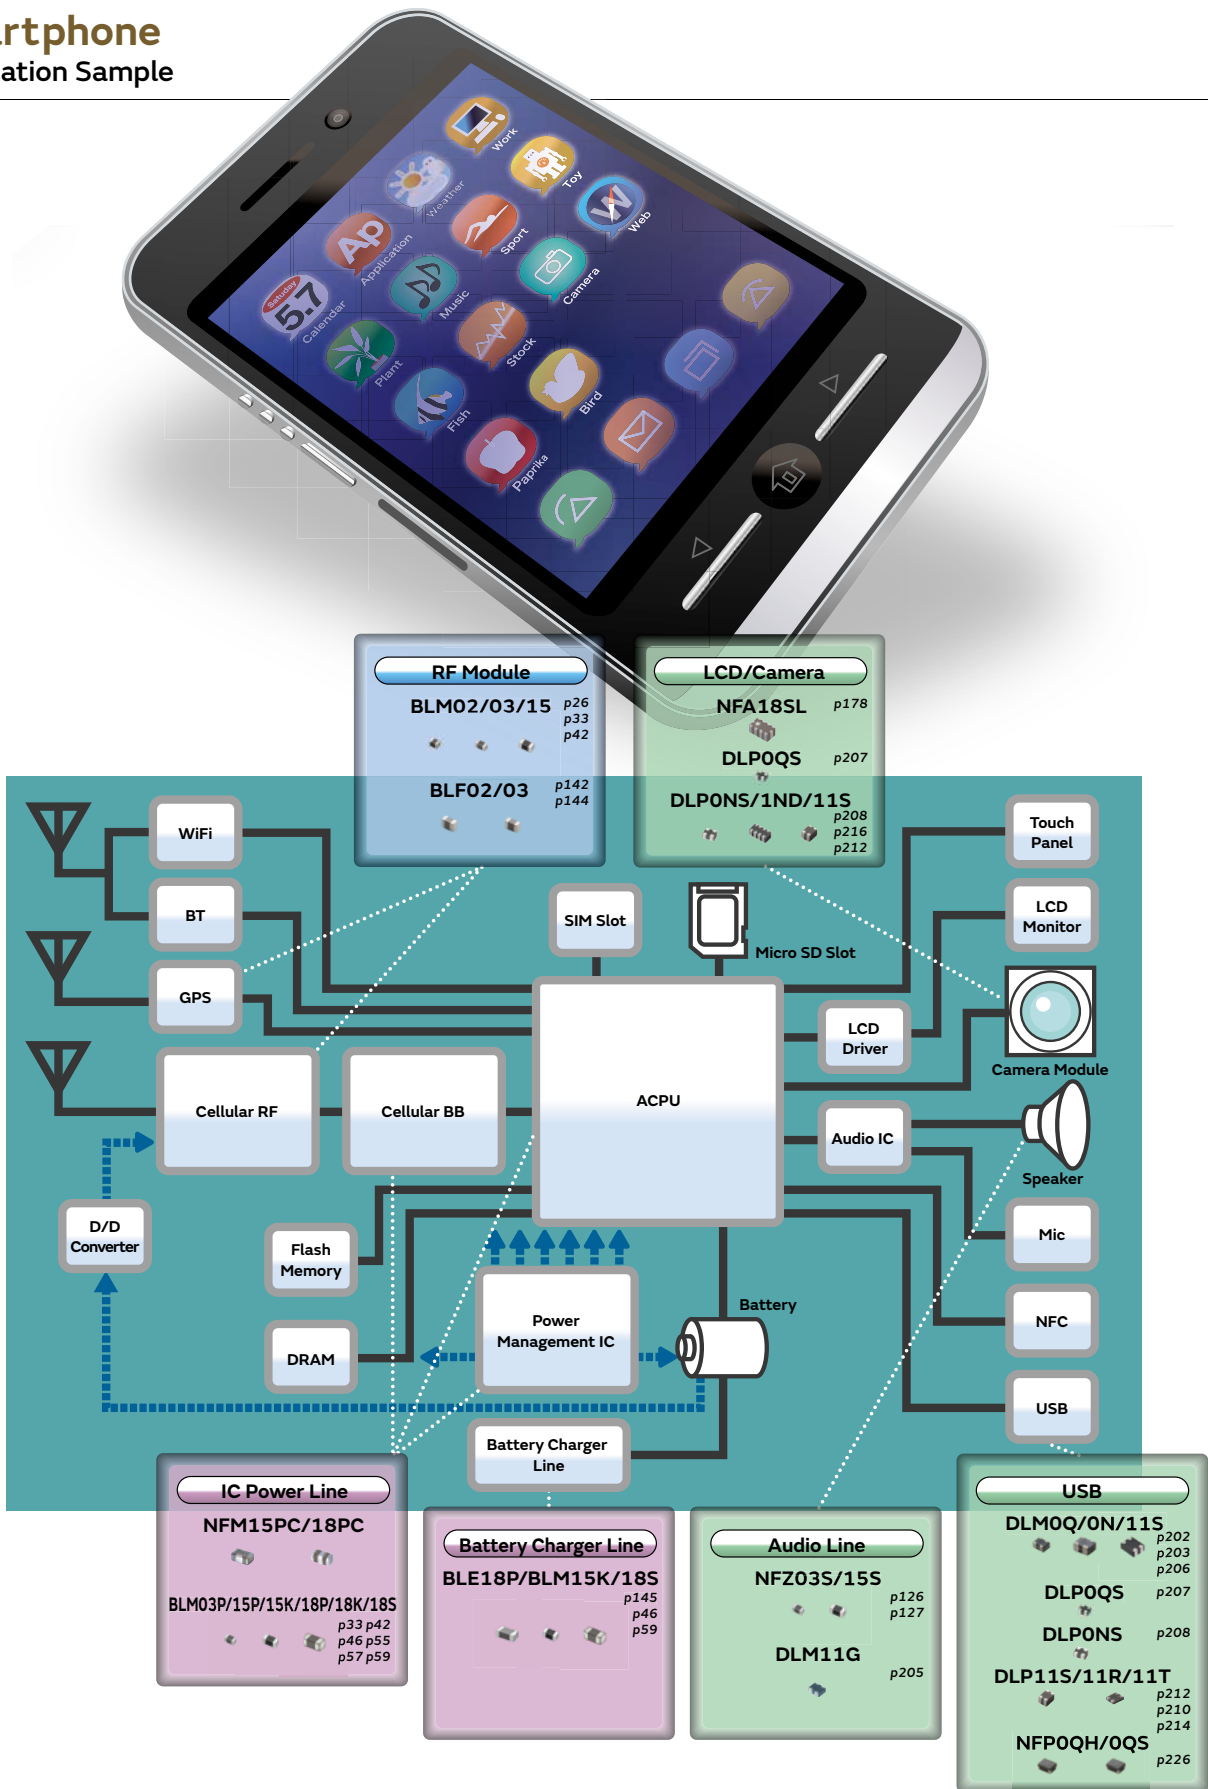 rtphone
ation Sample
Work
Toy
Web
Weather
Sport
Camera
Ap
Application
Music
Stock
Bird
Saturday
5.7
Calendar
Plant
Fish
Paprika
RF Module
BLM02/03/15
p26
p33
p42
BLF02/03
p142
p144
LCD/Camera
NFA18SL p178
DLP0QS p207
DLP0NS/1ND/11S
p208
p216
p212
WiFi
BT
GPS
Cellular RF
Cellular BB
SIM Slot
Micro SD Slot
ACPU
Touch
Panel
LCD
Monitor
LCD
Driver
Camera Module
Audio IC
Speaker
Mic
NFC
USB
D/D
Converter
Flash
Memory
DRAM
Power
Management IC
Battery
Battery Charger
Line
IC Power Line
NFM15PC/18PC
BLM03P/15P/15K/18P/18K/18S
p33 p42
p46 p55
p57 p59
Battery Charger Line
BLE18P/BLM15K/18S
p145
p46
p59
Audio Line
NFZ03S/15S
p126
p127
DLM11G
p205
USB
DLM0Q/0N/11S
p202
p203
p206
DLP0QS p207
DLP0NS p208
DLP11S/11R/11T
p212
p210
p214
NFP0QH/0QS
p226